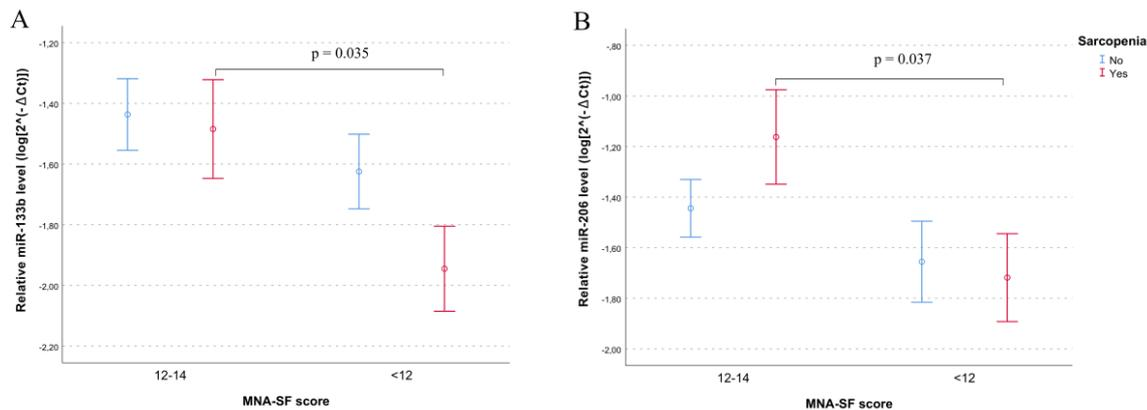 A
Relative miR-133b level (log[2^(-ΔCt)])
-1,20
-1,40
-1,60
-1,80
-2,00
-2,20
p = 0.035
12-14
<12
MNA-SF score
B
Relative miR-206 level (log[2^(-ΔCt)])
-,80
-1,00
-1,20
-1,40
-1,60
-1,80
-2,00
p = 0.037
12-14
<12
MNA-SF score
Sarcopenia
No
Yes